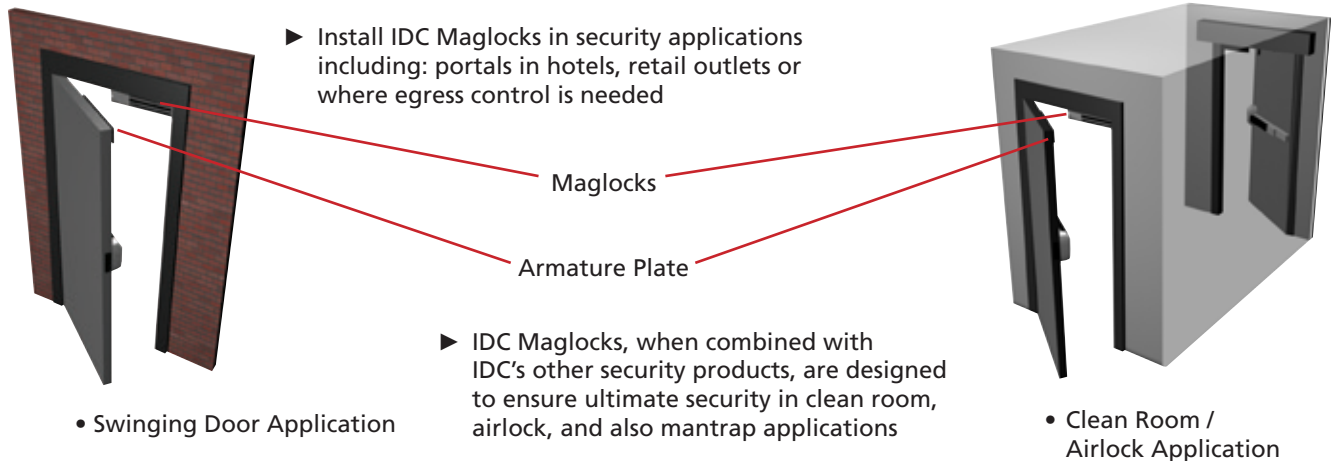 ► Install IDC Maglocks in security applications
including: portals in hotels, retail outlets or
where egress control is needed
Maglocks
Armature Plate
► IDC Maglocks, when combined with
IDC’s other security products, are designed
to ensure ultimate security in clean room,
airlock, and also mantrap applications
• Swinging Door Application
• Clean Room /
Airlock Application